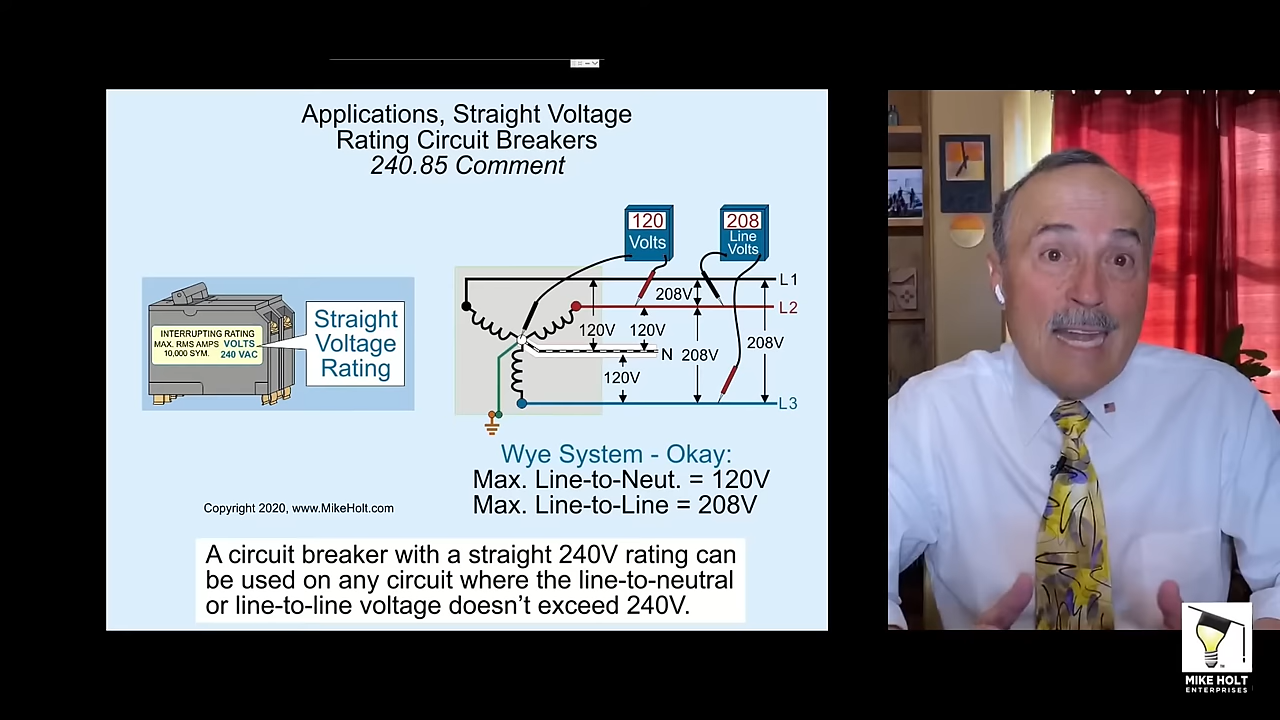 Applications, Straight Voltage
Rating Circuit Breakers
240.85 Comment
120
Volts
208
Line
Volts
INTERRUPTING RATING
MAX. RMS AMPS VOLTS
10,000 SYM. 240 VAC
Straight
Voltage
Rating
L1
208V
L2
120V
120V
N
208V
208V
120V
L3
Wye System - Okay:
Max. Line-to-Neut. = 120V
Max. Line-to-Line = 208V
Copyright 2020, www.MikeHolt.com
A circuit breaker with a straight 240V rating can
be used on any circuit where the line-to-neutral
or line-to-line voltage doesn’t exceed 240V.
MIKE HOLT
ENTERPRISES